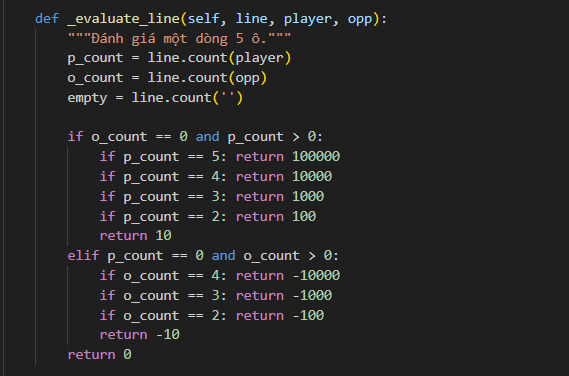 def _evaluate_line(self, line, player, opp):
    """Đánh giá một dòng 5 ô."""
    p_count = line.count(player)
    o_count = line.count(opp)
    empty = line.count('')

    if o_count == 0 and p_count > 0:
        if p_count == 5: return 100000
        if p_count == 4: return 10000
        if p_count == 3: return 1000
        if p_count == 2: return 100
        return 10
    elif p_count == 0 and o_count > 0:
        if o_count == 4: return -10000
        if o_count == 3: return -1000
        if o_count == 2: return -100
        return -10
    return 0